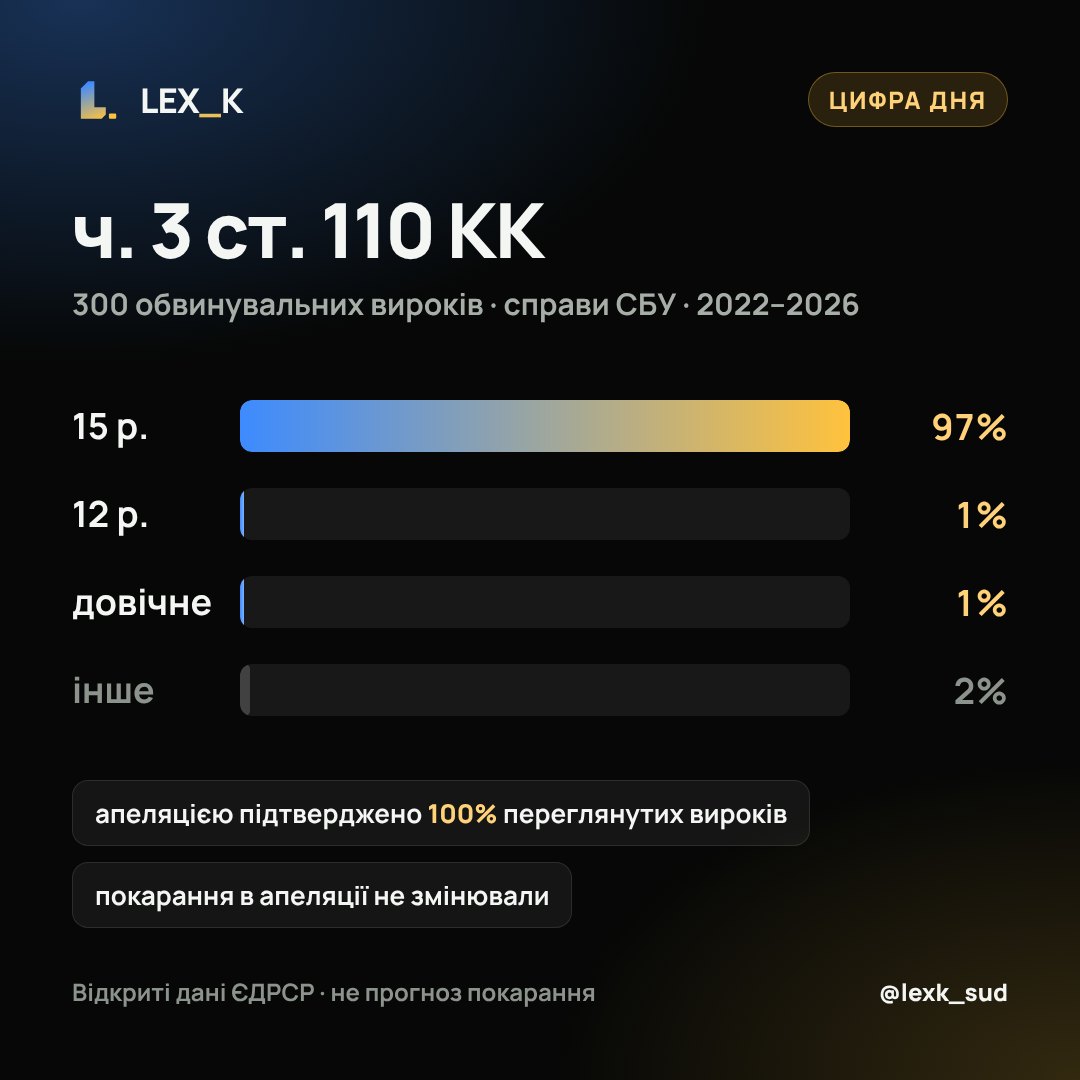 LEX_K
ЦИФРА ДНЯ
ч. 3 ст. 110 КК
300 обвинувальних вироків · справи СБУ · 2022–2026
15 р. 97%
12 р. 1%
довічне 1%
інше 2%
апеляцією підтверджено 100% переглянутих вироків
покарання в апеляції не змінювали
Відкриті дані ЄДРСР · не прогноз покарання
@lexk_sud